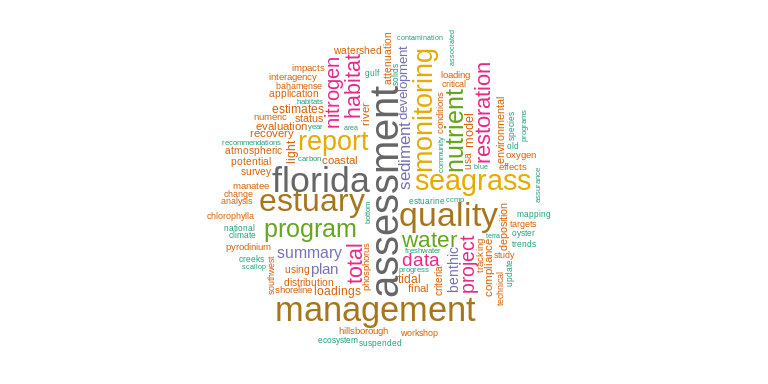 contamination
associated
watershed
attenuation
solids
development
monitoring
impacts
interagency
bahamense
application
habitats
nitrogen
habitat
gulf
loading
critical
restoration
estimates
numeric
status
evaluation
year
area
river
recovery
recommendations
atmospheric
potential
survey
light
carbon
coastal
report
assessment
sediment
community
conditions
nutrient
model
usa
blue
environmental
species
programs
old
oxygen
effects
assurance
florida
seagrass
manatee
change
analysis
estuary
bottom
estuarine
ccmp
quality
mapping
targets
oyster
trends
chlorophylla
national
climate
program
water
freshwater
terra
deposition
pyrodinium
creeks
scallop
southwest
summary
total
phosphorus
data
benthic
project
tracking
compliance
study
update
technical
using
plan
progress
tidal
distribution
shoreline
loadings
final
criteria
management
hillsborough
workshop
ecosystem
suspended